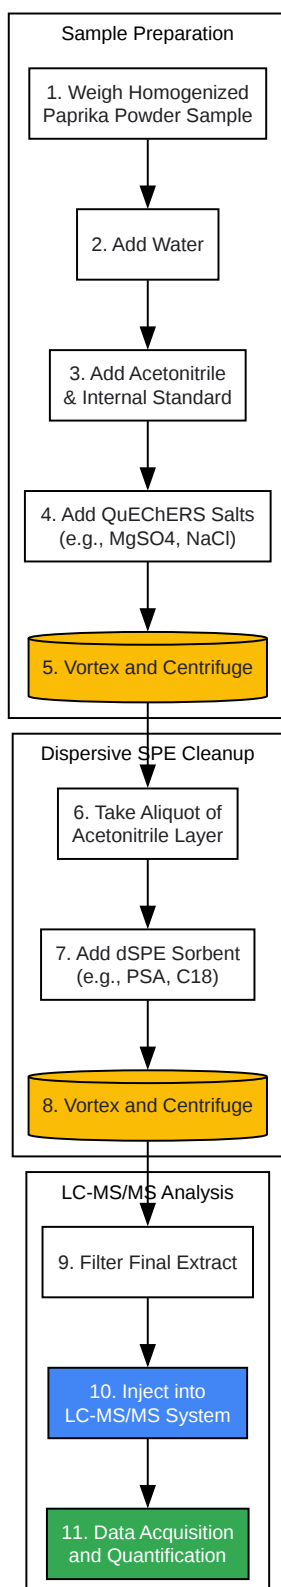 Sample Preparation
1. Weigh Homogenized
Paprika Powder Sample
2. Add Water
3. Add Acetonitrile
& Internal Standard
4. Add QuEChERS Salts
(e.g., MgSO4, NaCl)
5. Vortex and Centrifuge
Dispersive SPE Cleanup
6. Take Aliquot of
Acetonitrile Layer
7. Add dSPE Sorbent
(e.g., PSA, C18)
8. Vortex and Centrifuge
LC-MS/MS Analysis
9. Filter Final Extract
10. Inject into
LC-MS/MS System
11. Data Acquisition
and Quantification